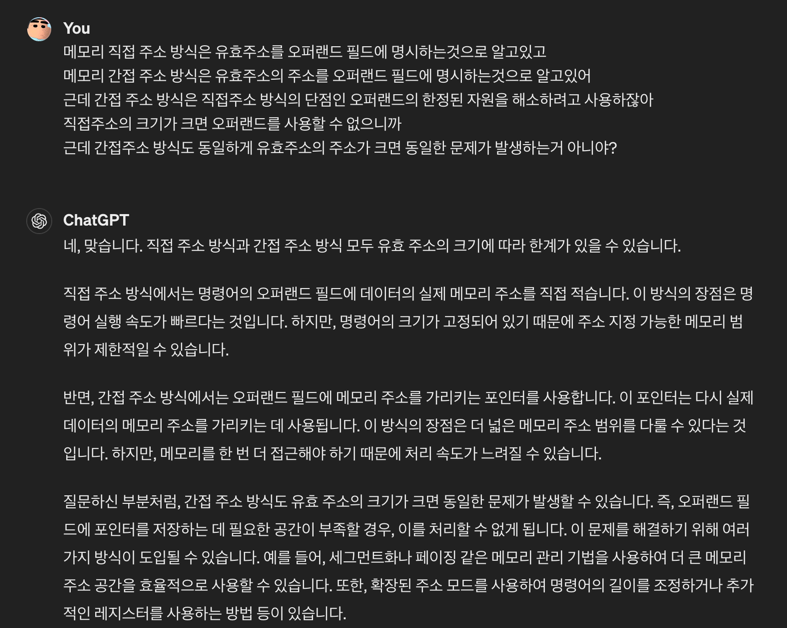 You
메모리 직접 주소 방식은 유효주소를 오퍼랜드 필드에 명시하는것으로 알고있고
메모리 간접 주소 방식은 유효주소의 주소를 오퍼랜드 필드에 명시하는것으로 알고있어
근데 간접 주소 방식은 직접주소 방식의 단점인 오퍼랜드의 한정된 자원을 해소하려고 사용하잖아
직접주소의 크기가 크면 오퍼랜드를 사용할 수 없으니까
근데 간접주소 방식도 동일하게 유효주소의 주소가 크면 동일한 문제가 발생하는거 아니야?
ChatGPT
네, 맞습니다. 직접 주소 방식과 간접 주소 방식 모두 유효 주소의 크기에 따라 한계가 있을 수 있습니다.
직접 주소 방식에서는 명령어의 오퍼랜드 필드에 데이터의 실제 메모리 주소를 직접 적습니다. 이 방식의 장점은 명
령어 실행 속도가 빠르다는 것입니다. 하지만, 명령어의 크기가 고정되어 있기 때문에 주소 지정 가능한 메모리 범
위가 제한적일 수 있습니다.
반면, 간접 주소 방식에서는 오퍼랜드 필드에 메모리 주소를 가리키는 포인터를 사용합니다. 이 포인터는 다시 실제
데이터의 메모리 주소를 가리키는 데 사용됩니다. 이 방식의 장점은 더 넓은 메모리 주소 범위를 다룰 수 있다는 것
입니다. 하지만, 메모리를 한 번 더 접근해야 하기 때문에 처리 속도가 느려질 수 있습니다.
질문하신 부분처럼, 간접 주소 방식도 유효 주소의 크기가 크면 동일한 문제가 발생할 수 있습니다. 즉, 오퍼랜드 필
드에 포인터를 저장하는 데 필요한 공간이 부족할 경우, 이를 처리할 수 없게 됩니다. 이 문제를 해결하기 위해 여러
가지 방식이 도입될 수 있습니다. 예를 들어, 세그먼트화나 페이징 같은 메모리 관리 기법을 사용하여 더 큰 메모리
주소 공간을 효율적으로 사용할 수 있습니다. 또한, 확장된 주소 모드를 사용하여 명령어의 길이를 조정하거나 추가
적인 레지스터를 사용하는 방법 등이 있습니다.